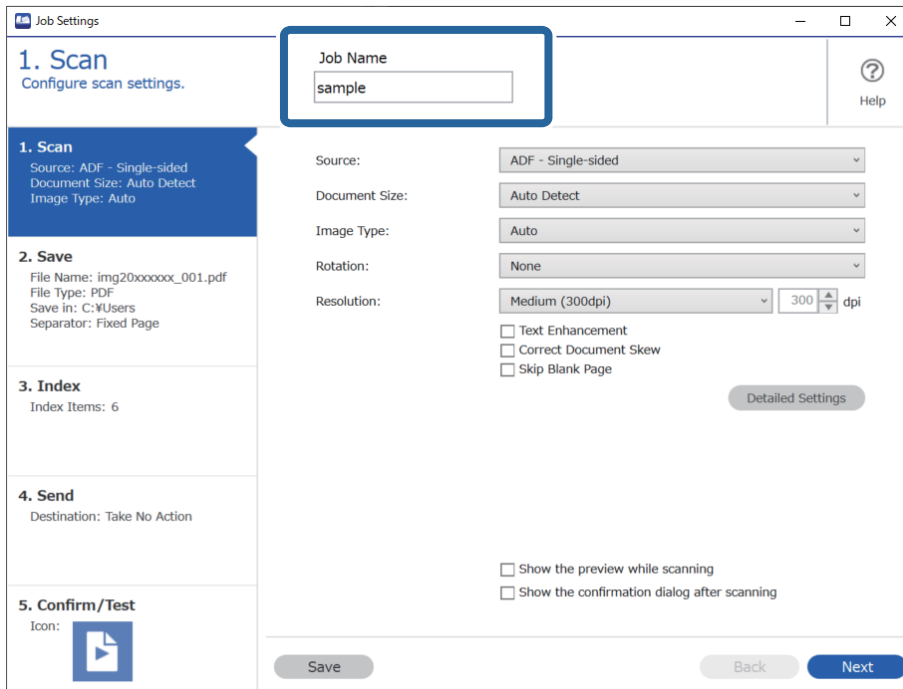 Job Settings
1. Scan
Configure scan settings.
Job Name
sample
Help
1. Scan
Source: ADF - Single-sided
Document Size: Auto Detect
Image Type: Auto
2. Save
File Name: img20xxxxxx_001.pdf
File Type: PDF
Save in: C:¥Users
Separator: Fixed Page
3. Index
Index Items: 6
4. Send
Destination: Take No Action
5. Confirm/Test
Icon:
Source: ADF - Single-sided
Document Size: Auto Detect
Image Type: Auto
Rotation: None
Resolution: Medium (300dpi) 300 dpi
Text Enhancement
Correct Document Skew
Skip Blank Page
Detailed Settings
Show the preview while scanning
Show the confirmation dialog after scanning
Save Back Next